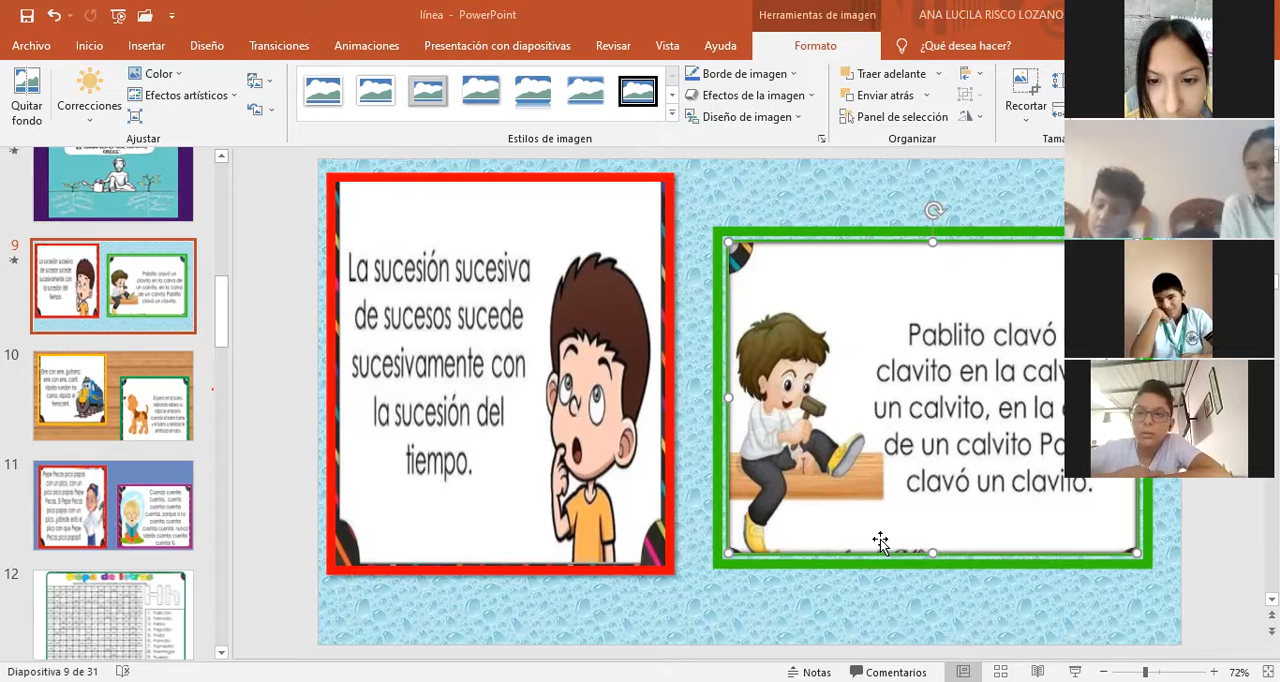 línea - PowerPoint
Herramientas de imagen
ANA LUCILA RISCO LOZANO
Archivo
Inicio
Insertar
Diseño
Transiciones
Animaciones
Presentación con diapositivas
Revisar
Vista
Ayuda
Formato
¿Qué desea hacer?
Quitar
fondo
Correcciones
Color
Efectos artísticos
Ajustar
Estilos de imagen
Borde de imagen
Efectos de la imagen
Diseño de imagen
Traer adelante
Enviar atrás
Panel de selección
Organizar
Recortar
9
10
11
12
La sucesión sucesiva
de sucesos sucede
sucesivamente con
la sucesión del
tiempo.
Pablito clavó
clavito en la
un calvito, en la
de un calvito
clavó un clavito.
Diapositiva 9 de 31
Notas
Comentarios
72%